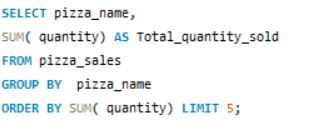 SELECT pizza_name,
SUM( quantity) AS Total_quantity_sold
FROM pizza_sales
GROUP BY  pizza_name
ORDER BY SUM( quantity) LIMIT 5;